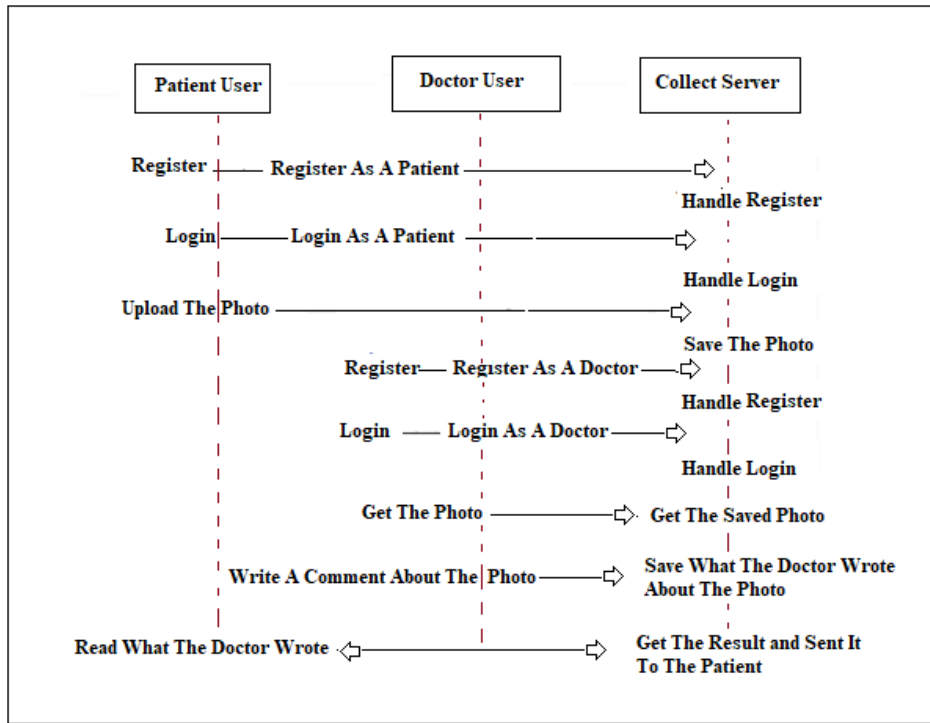 Patient User
Doctor User
Collect Server
Register
Register As A Patient
Handle Register
Login
Login As A Patient
Handle Login
Upload The Photo
Save The Photo
Register
Register As A Doctor
Handle Register
Login
Login As A Doctor
Handle Login
Get The Photo
Get The Saved Photo
Write A Comment About The Photo
Save What The Doctor Wrote
About The Photo
Read What The Doctor Wrote
Get The Result and Sent It
To The Patient